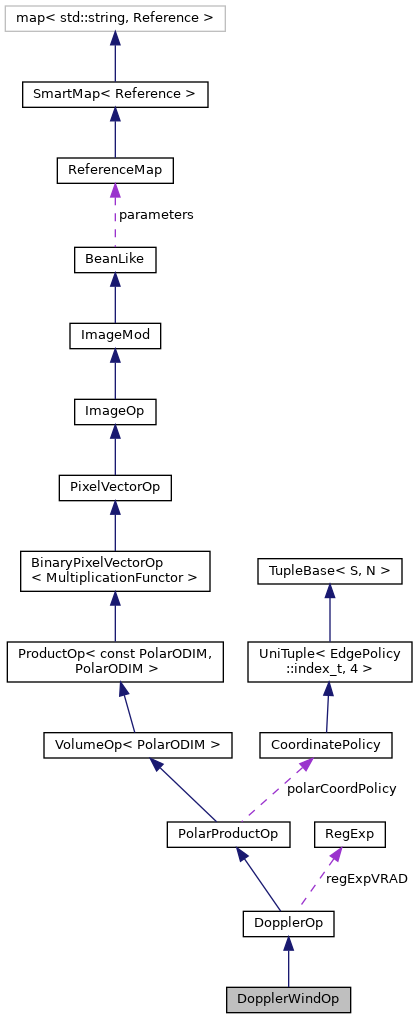 map< std::string, Reference >
SmartMap< Reference >
ReferenceMap
parameters
BeanLike
ImageMod
ImageOp
PixelVectorOp
BinaryPixelVectorOp
< MultiplicationFunctor >
TupleBase< S, N >
ProductOp< const PolarODIM,
PolarODIM >
UniTuple< EdgePolicy
::index_t, 4 >
VolumeOp< PolarODIM >
CoordinatePolicy
polarCoordPolicy
PolarProductOp
RegExp
regExpVRAD
DopplerOp
DopplerWindOp